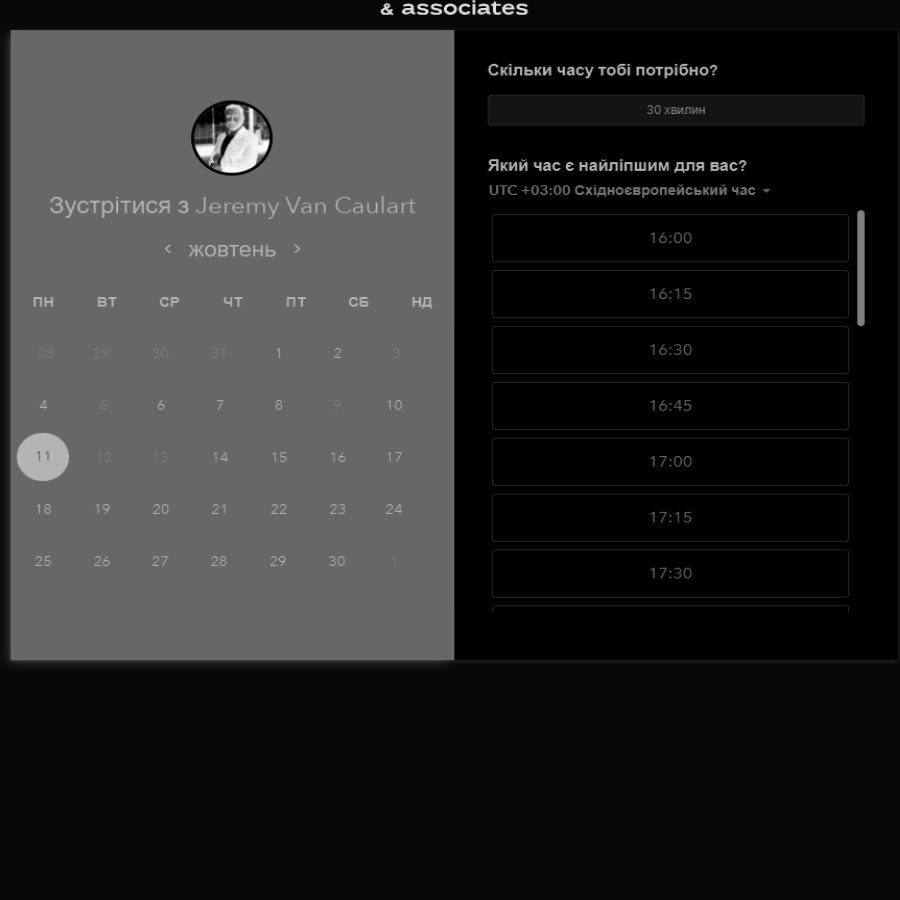 & associates
Зустрітися з Jeremy Van Caulart
жовтень
ПН ВТ СР ЧТ ПТ СБ НД
28 29 30 31 1 2 3
4 5 6 7 8 9 10
11 12 13 14 15 16 17
18 19 20 21 22 23 24
25 26 27 28 29 30 1
Скільки часу тобі потрібно?
30 хвилин
Який час є найліпшим для вас?
UTC +03:00 Східноєвропейський час
16:00
16:15
16:30
16:45
17:00
17:15
17:30